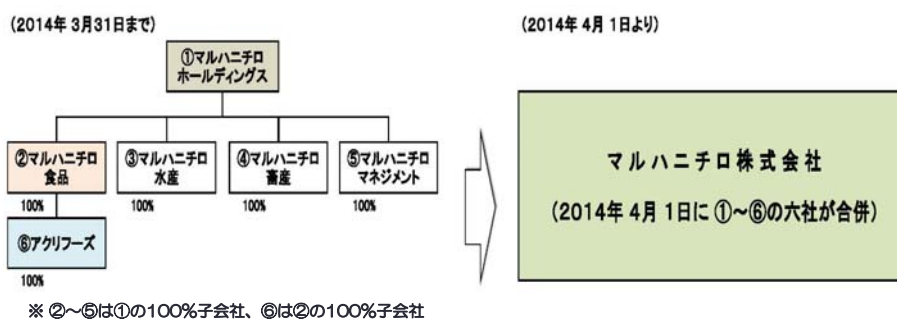 (2014年 3月31日まで)
①マルハニチロ
ホールディングス
②マルハニチロ
食品
100%
③マルハニチロ
水産
100%
④マルハニチロ
畜産
100%
⑤マルハニチロ
マネジメント
100%
⑥アクリフーズ
100%
※ ②～⑤は①の100%子会社、⑥は②の100%子会社
(2014年 4月 1日より)
マルハニチロ株式会社
(2014年 4月 1日に ①～⑥の六社が合併)